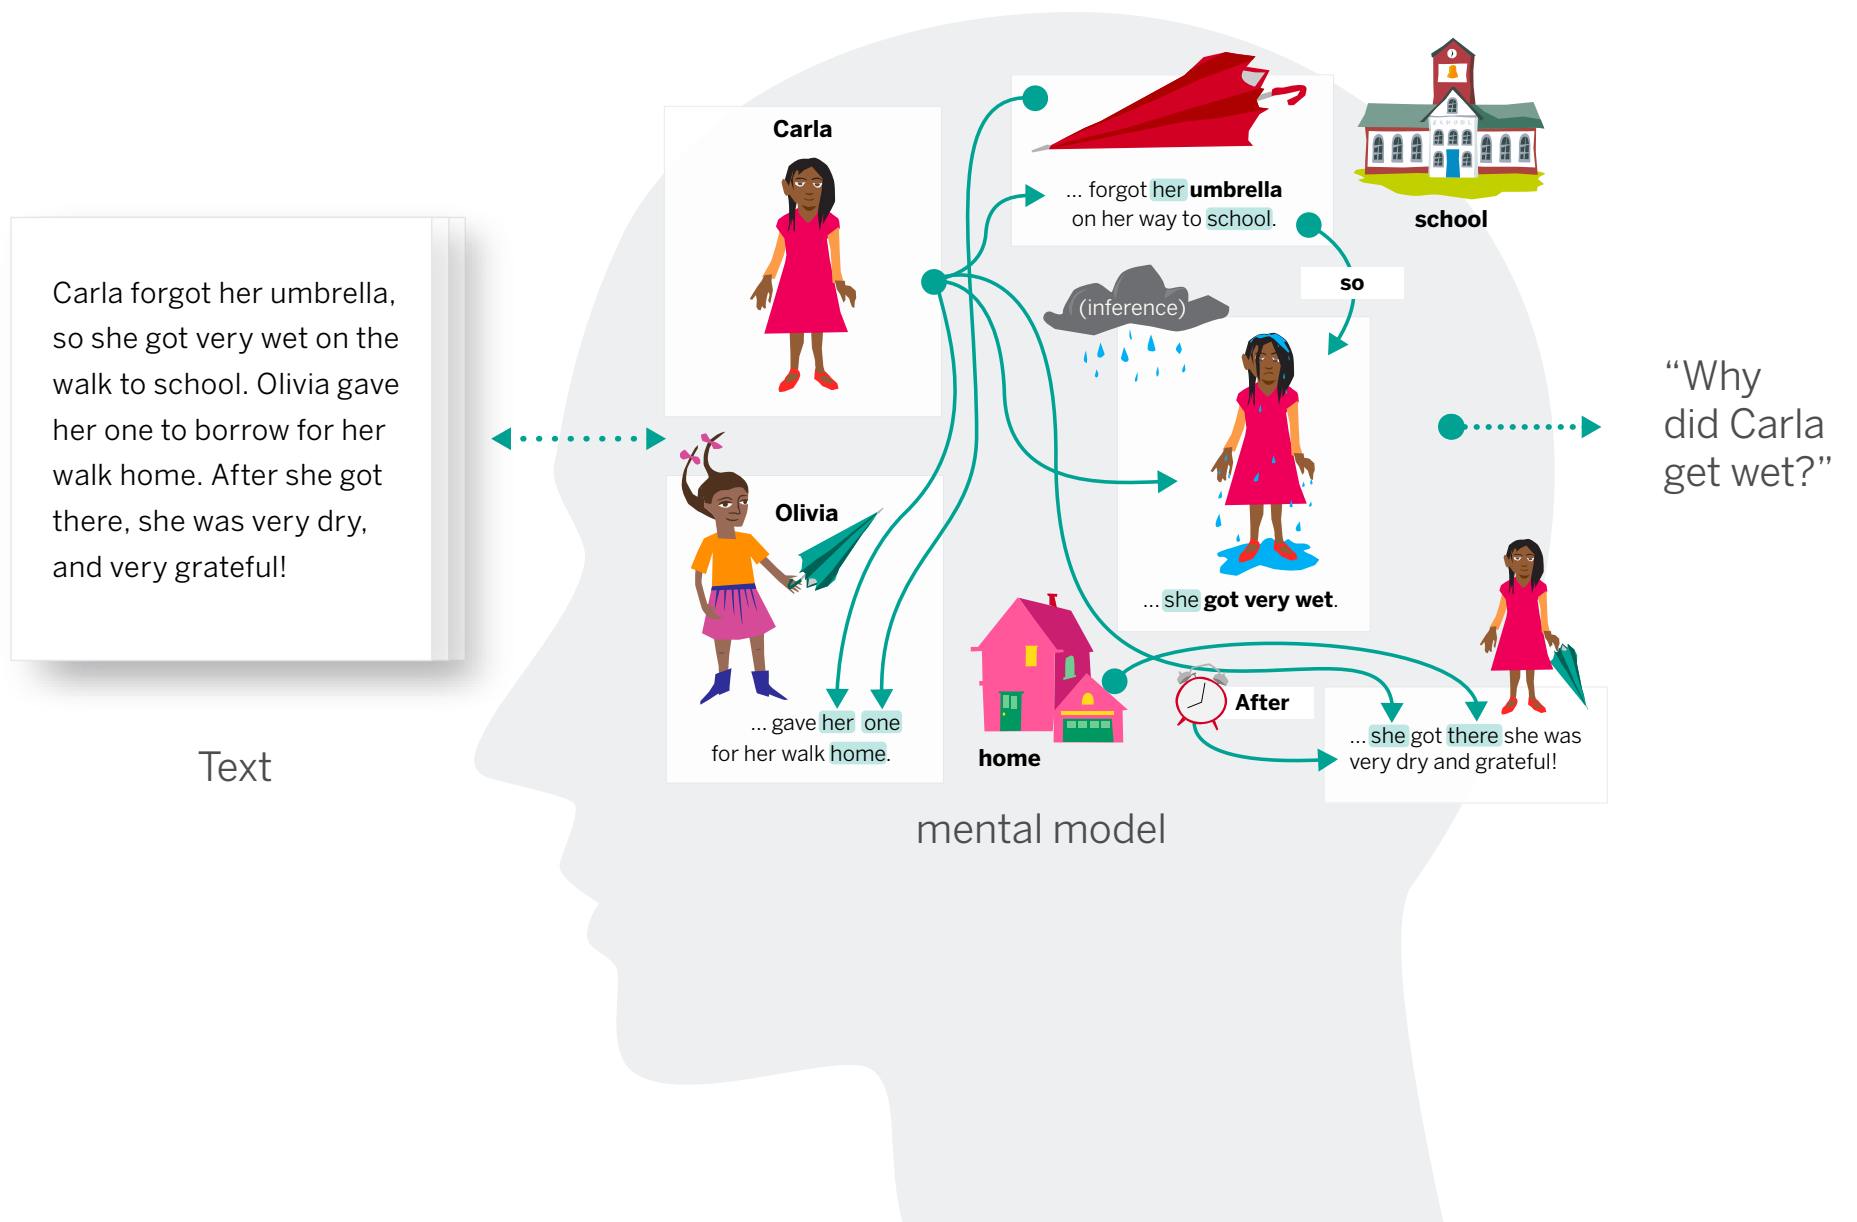 Carla forgot her umbrella,
so she got very wet on the
walk to school. Olivia gave
her one to borrow for her
walk home. After she got
there, she was very dry,
and very grateful!
Text
Carla
... forgot her umbrella
on her way to school.
SCHOOL
school
so
(inference)
... she got very wet.
Olivia
... gave her one
for her walk home.
home
After
... she got there she was
very dry and grateful!
mental model
“Why
did Carla
get wet?”